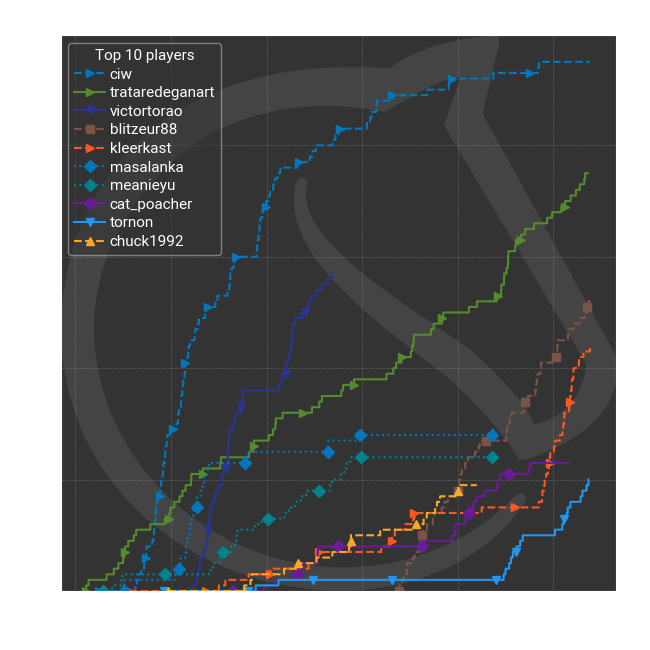 Top 10 players
ciw
trataredeganart
victortorao
blitzeur88
kleerkast
masalanka
meanieyu
cat_poacher
tornon
chuck1992